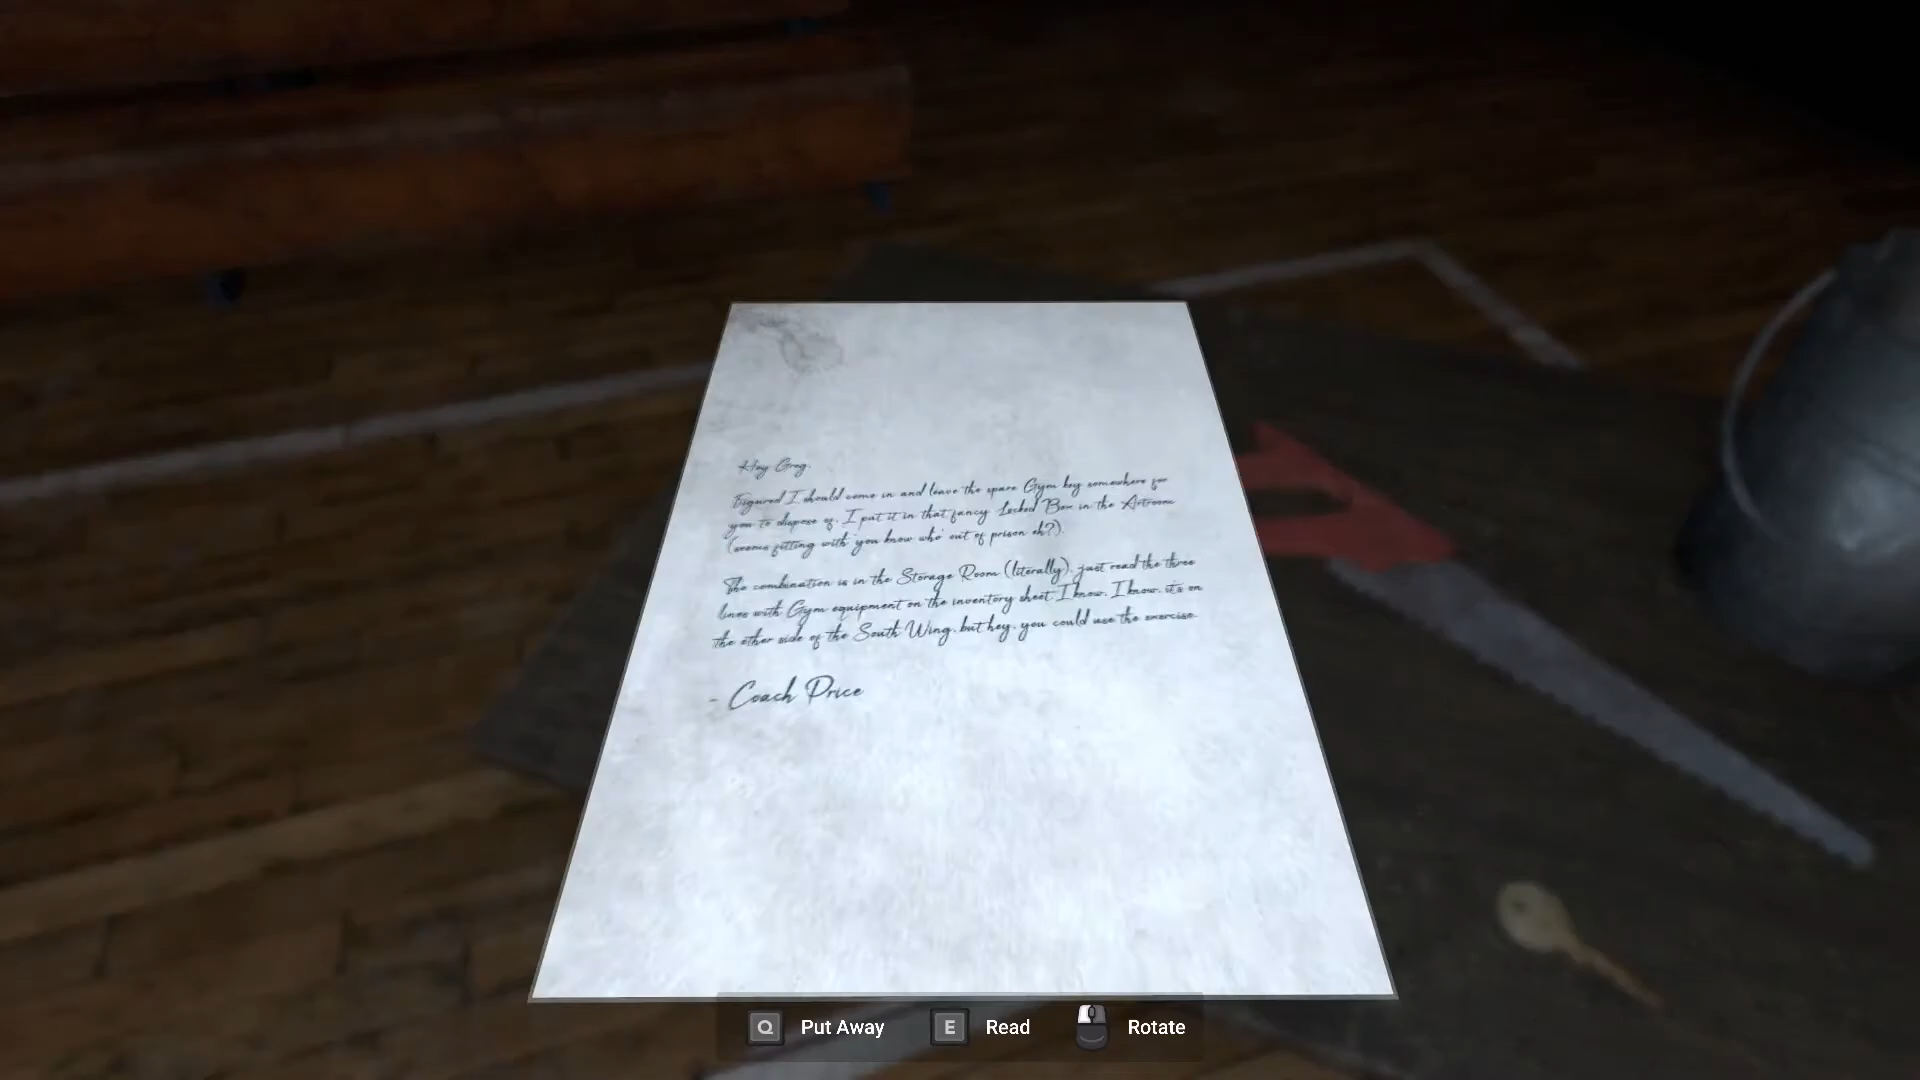 Hey Greg,
Figured I should come in and leave the spare Gym key somewhere for
you to dispose of, I put it in that fancy Locked Box in the Artroom
(seems fitting with 'you know who' out of prison eh?).
The combination is in the Storage Room (literally), just read the three
lines with Gym equipment on the inventory sheet. I know, I know, it's on
the other side of the South Wing, but hey, you could use the exercise.
- Coach Price
Q Put Away E Read Rotate